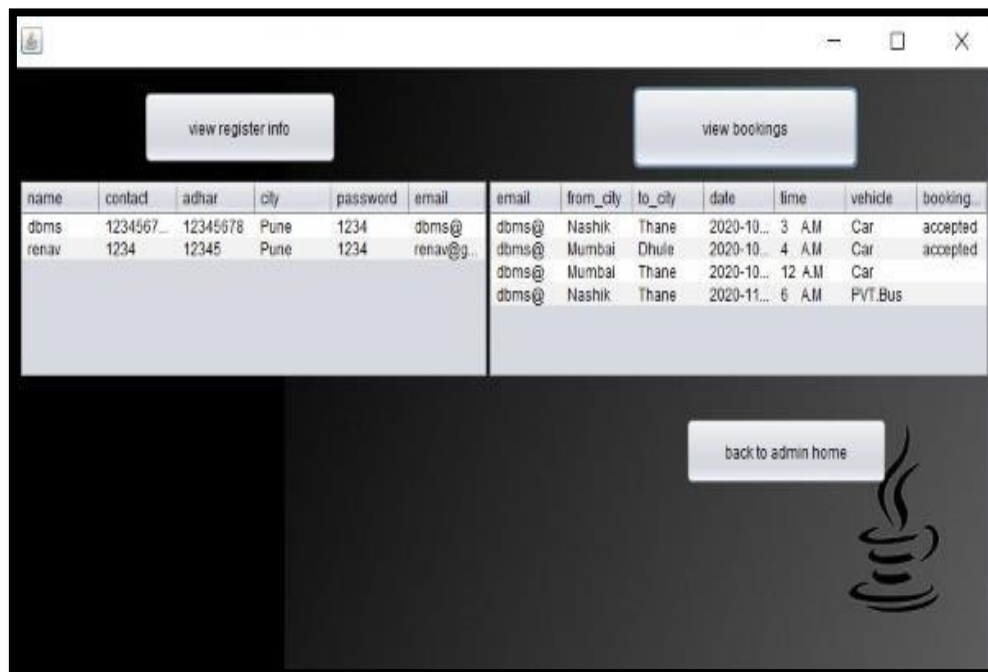 view register info
view bookings
name contact adhar city password email
dbms 1234567... 12345678 Pune 1234 dbms@
renav 1234 12345 Pune 1234 renav@g...
email from_city to_city date time vehicle booking...
dbms@ Nashik Thane 2020-10... 3 A.M Car accepted
dbms@ Mumbai Dhule 2020-10... 4 A.M Car accepted
dbms@ Mumbai Thane 2020-10... 12 A.M Car
dbms@ Nashik Thane 2020-11... 6 A.M PVT.Bus
back to admin home